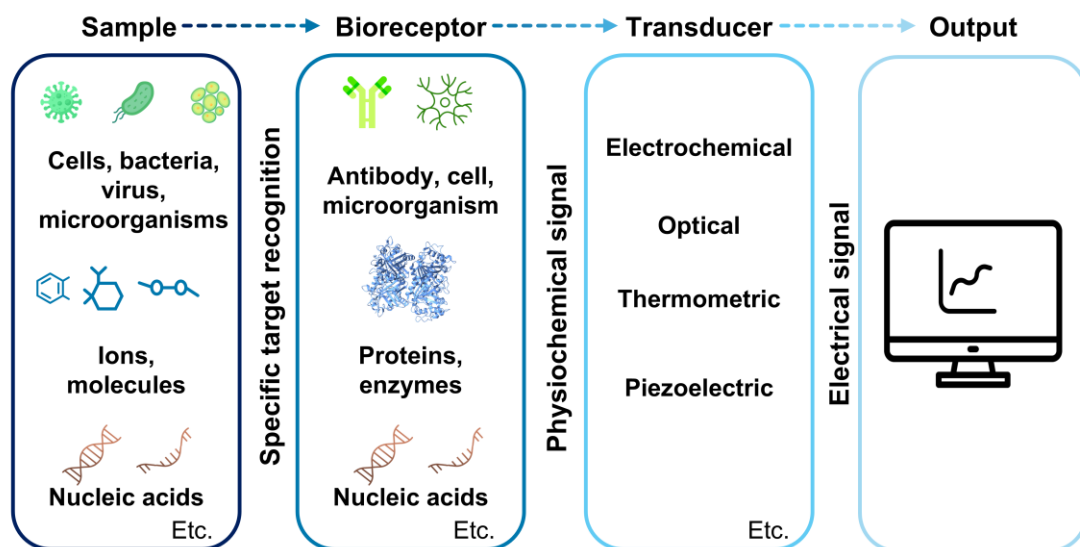 Sample
Bioreceptor
Transducer
Output
Cells, bacteria,
virus,
microorganisms
Ions,
molecules
Nucleic acids
Etc.
Specific target recognition
Antibody, cell,
microorganism
Proteins,
enzymes
Nucleic acids
Etc.
Physiochemical signal
Electrochemical
Optical
Thermometric
Piezoelectric
Etc.
Electrical signal